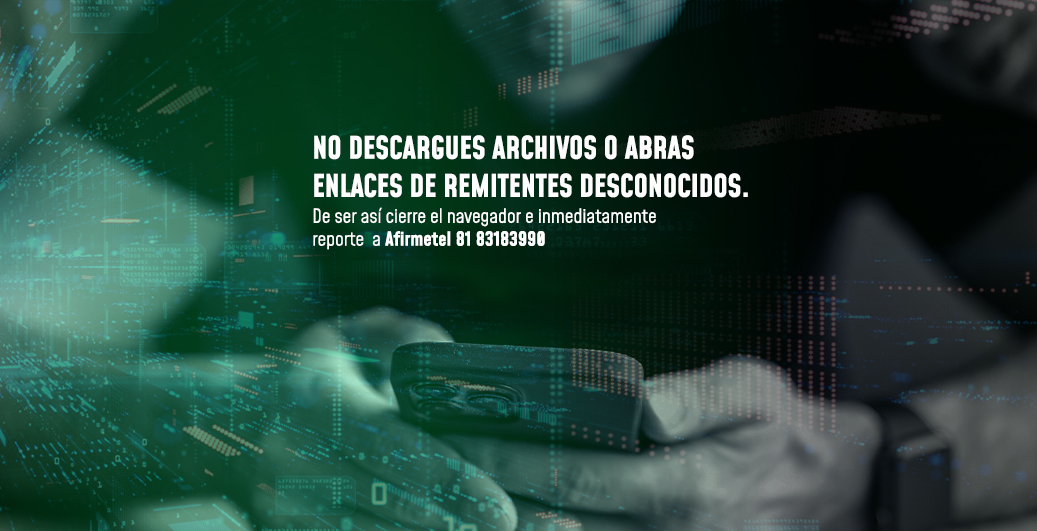 NO DESCARGUES ARCHIVOS O ABRAS
ENLACES DE REMITENTES DESCONOCIDOS.
De ser así cierre el navegador e inmediatamente
reporte a Afirmetel 81 83183990